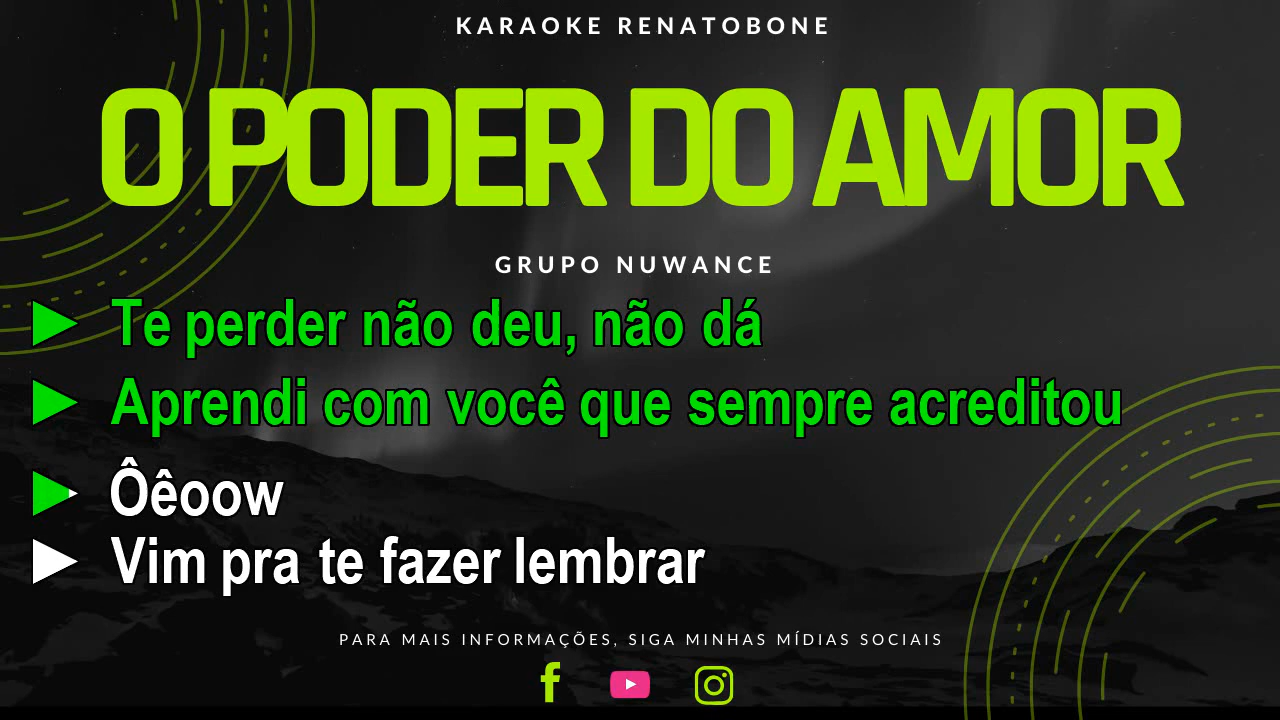 KARAOKE RENATOBONE
O PODER DO AMOR
GRUPO NUWANCE
Te perder não deu, não dá
Aprendi com você que sempre acreditou
Ôêoow
Vim pra te fazer lembrar
PARA MAIS INFORMAÇÕES, SIGA MINHAS MÍDIAS SOCIAIS